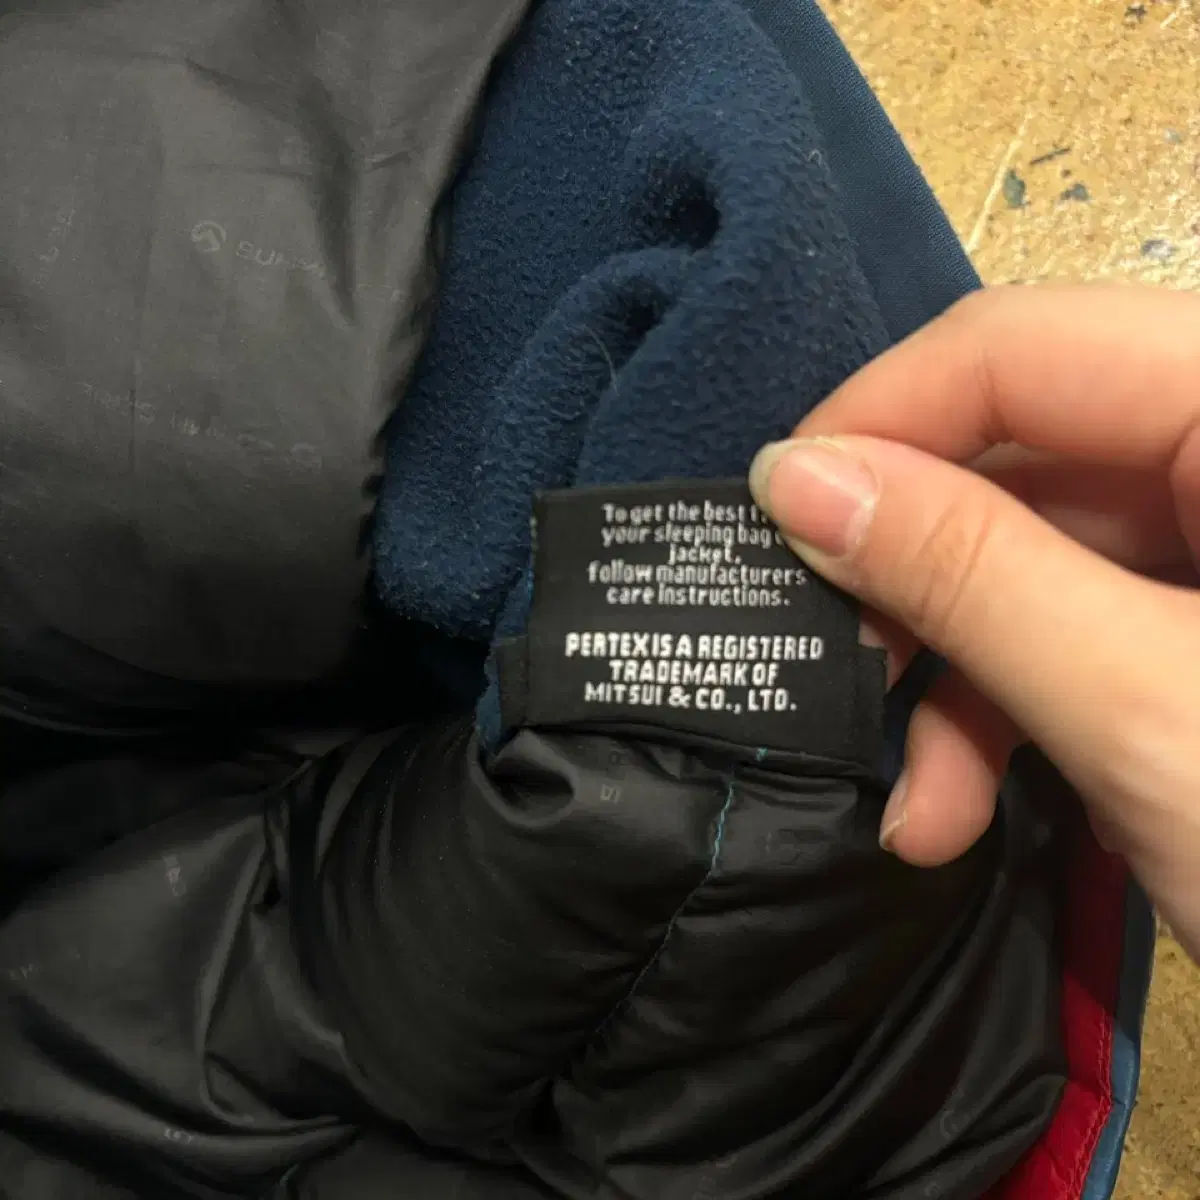 To get the best
your sleeping bag
jacket,
follow manufacturers
care instructions.
PERTEX IS A REGISTERED
TRADEMARK OF
MITSUI & CO., LTD.